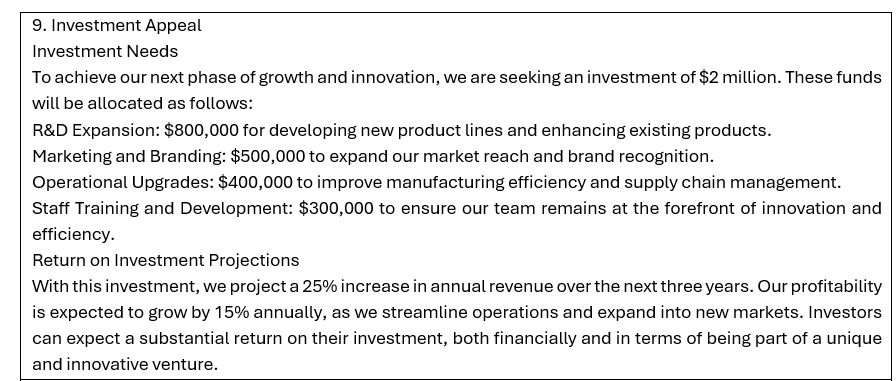 9. Investment Appeal
Investment Needs
To achieve our next phase of growth and innovation, we are seeking an investment of $2 million. These funds
will be allocated as follows:
R&D Expansion: $800,000 for developing new product lines and enhancing existing products.
Marketing and Branding: $500,000 to expand our market reach and brand recognition.
Operational Upgrades: $400,000 to improve manufacturing efficiency and supply chain management.
Staff Training and Development: $300,000 to ensure our team remains at the forefront of innovation and
efficiency.
Return on Investment Projections
With this investment, we project a 25% increase in annual revenue over the next three years. Our profitability
is expected to grow by 15% annually, as we streamline operations and expand into new markets. Investors
can expect a substantial return on their investment, both financially and in terms of being part of a unique
and innovative venture.